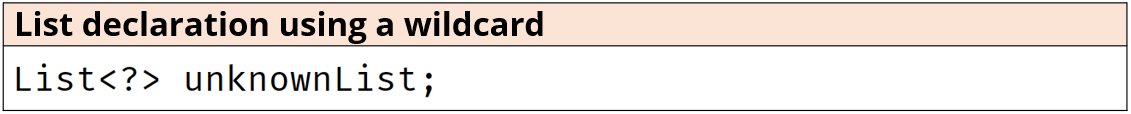 List declaration using a wildcard
List<?> unknownList;